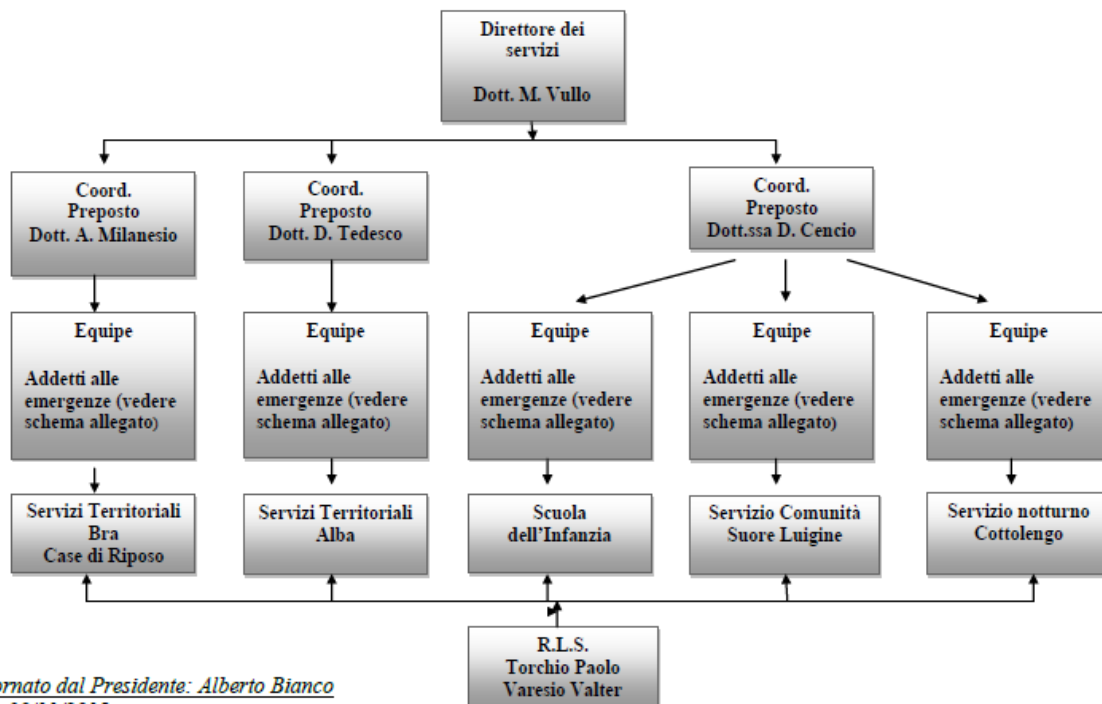 Direttore dei
servizi
Dott. M. Vullo
Coord.
Preposto
Dott. A. Milanesio
Coord.
Preposto
Dott. D. Tedesco
Coord.
Preposto
Dott.ssa D. Cencio
Equipe
Addetti alle
emergenze (vedere
schema allegato)
Equipe
Addetti alle
emergenze (vedere
schema allegato)
Equipe
Addetti alle
emergenze (vedere
schema allegato)
Equipe
Addetti alle
emergenze (vedere
schema allegato)
Equipe
Addetti alle
emergenze (vedere
schema allegato)
Servizi Territoriali
Bra
Case di Riposo
Servizi Territoriali
Alba
Scuola
dell’Infanzia
Servizio Comunità
Suore Luigine
Servizio notturno
Cottolengo
R.L.S.
Torchio Paolo
Varesio Valter
ornato dal Presidente: Alberto Bianco